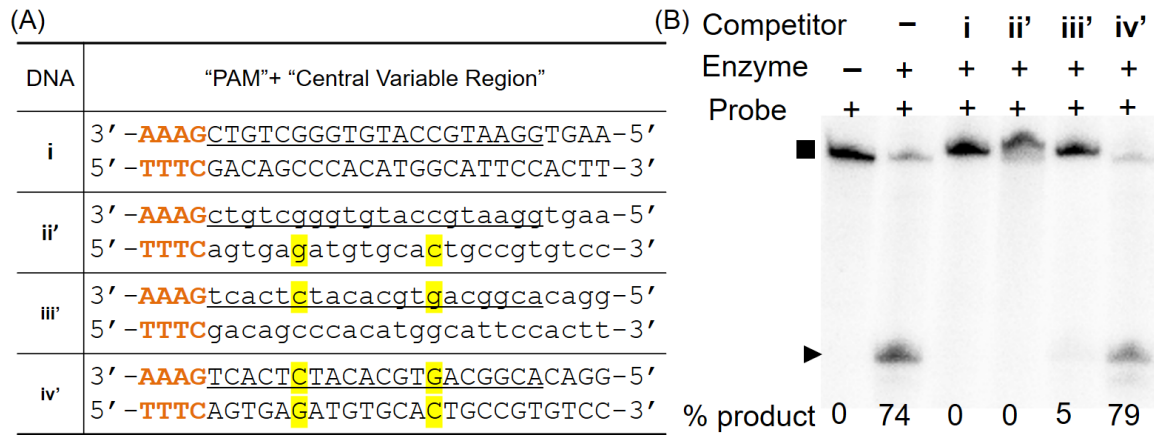 (A)
DNA “PAM”+ “Central Variable Region”
i
3′-AAAGCTGTCGGGTGTACCGTAAGGTGAA-5′
5′-TTTCGACAGCCCACATGGCATTCCACTT-3′
ii′
3′-AAAGctgtcgggtgtaccgtaaggtgaa-5′
5′-TTTCagtgagatgtgcactgccgtgtcc-3′
iii’
3′-AAAGtcactctacacgtgacggcacagg-5′
5′-TTTCgacagcccacatggcattccactt-3′
iv’
3′-AAAGTCACTCTACACGTGACGGCACAGG-5′
5′-TTTCAGTGAGATGTGCACTGCCGTGTCC-3′
(B)
Competitor – i ii’ iii’ iv’
Enzyme – + + + + +
Probe + + + + + +
% product 0 74 0 0 5 79